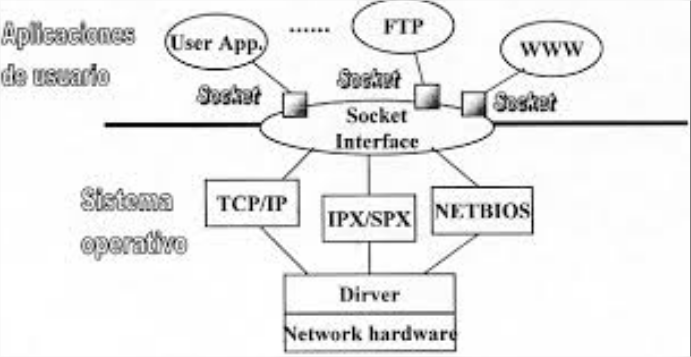 Aplicaciones
de usuario
User App.
......
FTP
WWW
Socket
Socket
Socket
Socket
Interface
Sistema
operativo
TCP/IP
IPX/SPX
NETBIOS
Dirver
Network hardware